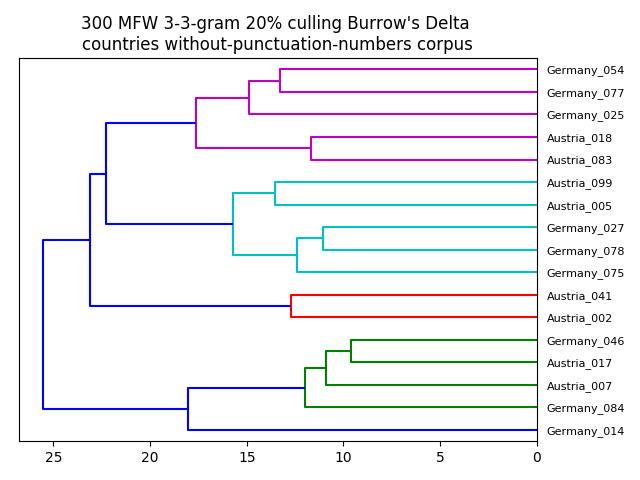 300 MFW 3-3-gram 20% culling Burrow's Delta
countries without-punctuation-numbers corpus
Germany_054
Germany_077
Germany_025
Austria_018
Austria_083
Austria_099
Austria_005
Germany_027
Germany_078
Germany_075
Austria_041
Austria_002
Germany_046
Austria_017
Austria_007
Germany_084
Germany_014
25 20 15 10 5 0